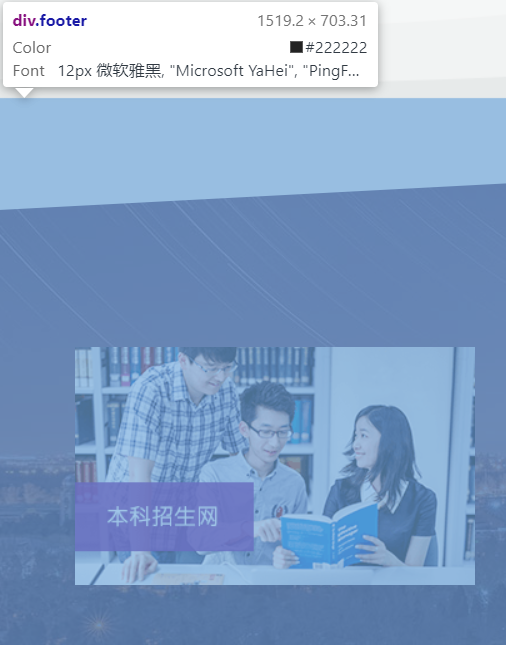 div.footer 1519.2 × 703.31
Color #222222
Font 12px 微软雅黑, "Microsoft YaHei", "PingF...
本科招生网